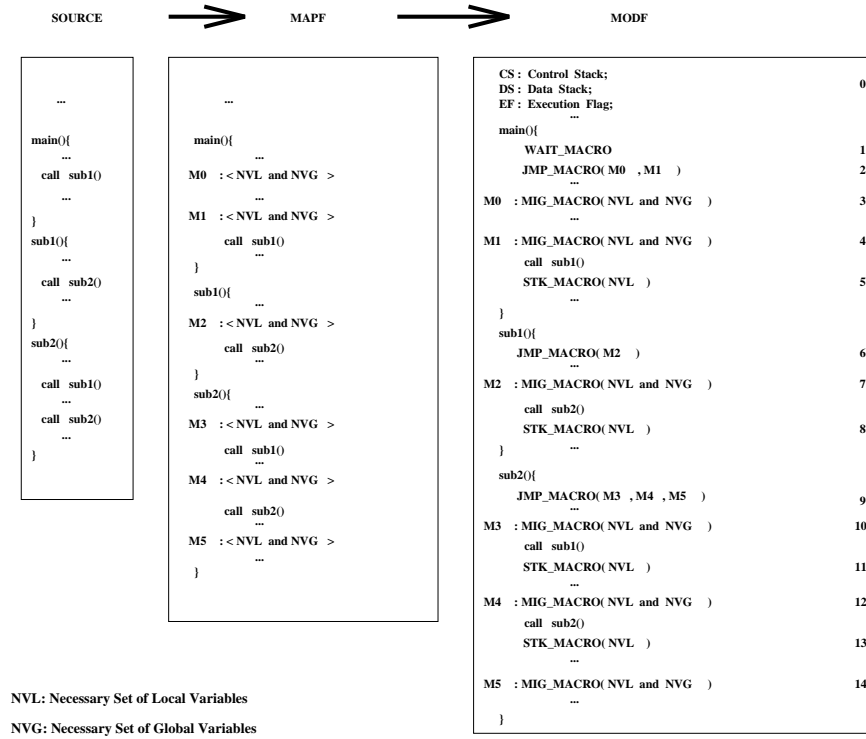 SOURCE MAPF MODF
...
main(){
...
call sub1()
...
}
sub1(){
...
call sub2()
...
}
sub2(){
...
call sub1()
...
call sub2()
...
}
...
main(){
...
M0 : < NVL and NVG >
...
M1 : < NVL and NVG >
call sub1()
...
}
sub1(){
...
M2 : < NVL and NVG >
call sub2()
...
}
sub2(){
...
M3 : < NVL and NVG >
call sub1()
...
M4 : < NVL and NVG >
call sub2()
...
M5 : < NVL and NVG >
...
}
CS : Control Stack;
DS : Data Stack; 0
EF : Execution Flag;
...
main(){
WAIT_MACRO 1
JMP_MACRO( M0 , M1 ) 2
...
M0 : MIG_MACRO( NVL and NVG ) 3
...
M1 : MIG_MACRO( NVL and NVG ) 4
call sub1()
STK_MACRO( NVL ) 5
...
}
sub1(){
JMP_MACRO( M2 ) 6
...
M2 : MIG_MACRO( NVL and NVG ) 7
call sub2()
STK_MACRO( NVL ) 8
} ...
sub2(){
JMP_MACRO( M3 , M4 , M5 ) 9
...
M3 : MIG_MACRO( NVL and NVG ) 10
call sub1()
STK_MACRO( NVL ) 11
...
M4 : MIG_MACRO( NVL and NVG ) 12
call sub2()
STK_MACRO( NVL ) 13
...
M5 : MIG_MACRO( NVL and NVG ) 14
...
}
NVL: Necessary Set of Local Variables
NVG: Necessary Set of Global Variables